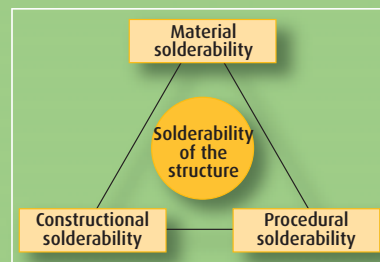 Material
solderability
Solderability
of the
structure
Constructional
solderability
Procedural
solderability